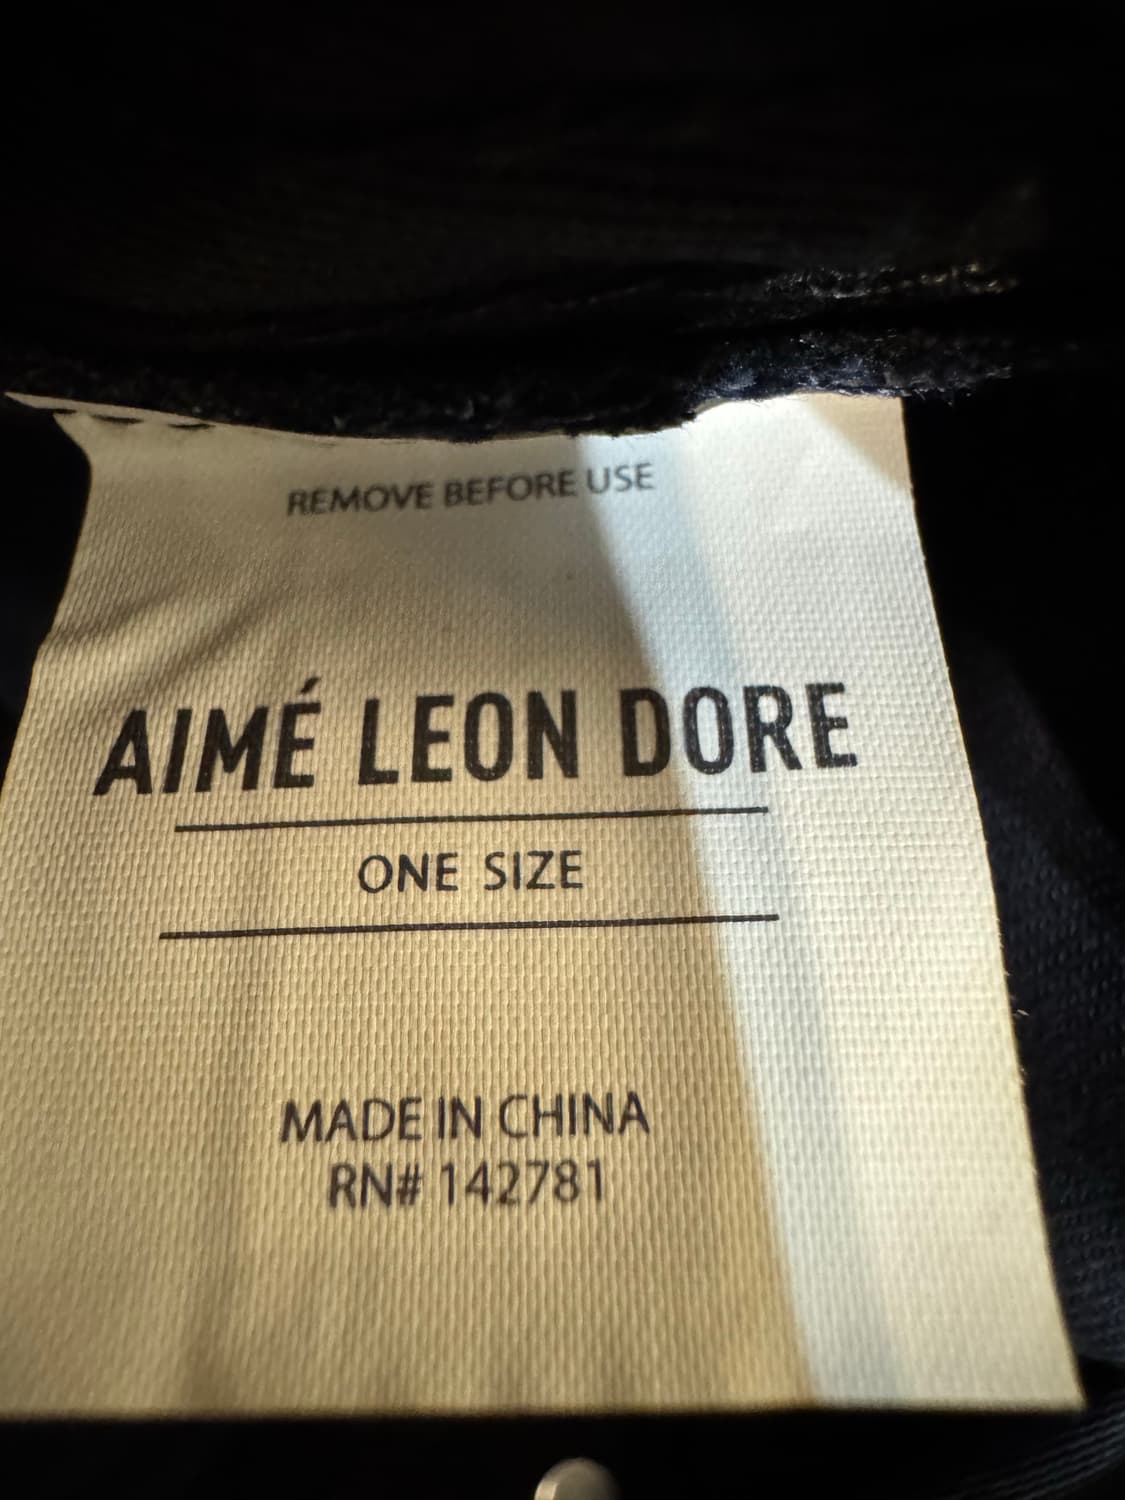 REMOVE BEFORE USE
AIMÉ LEON DORE
ONE SIZE
MADE IN CHINA
RN# 142781